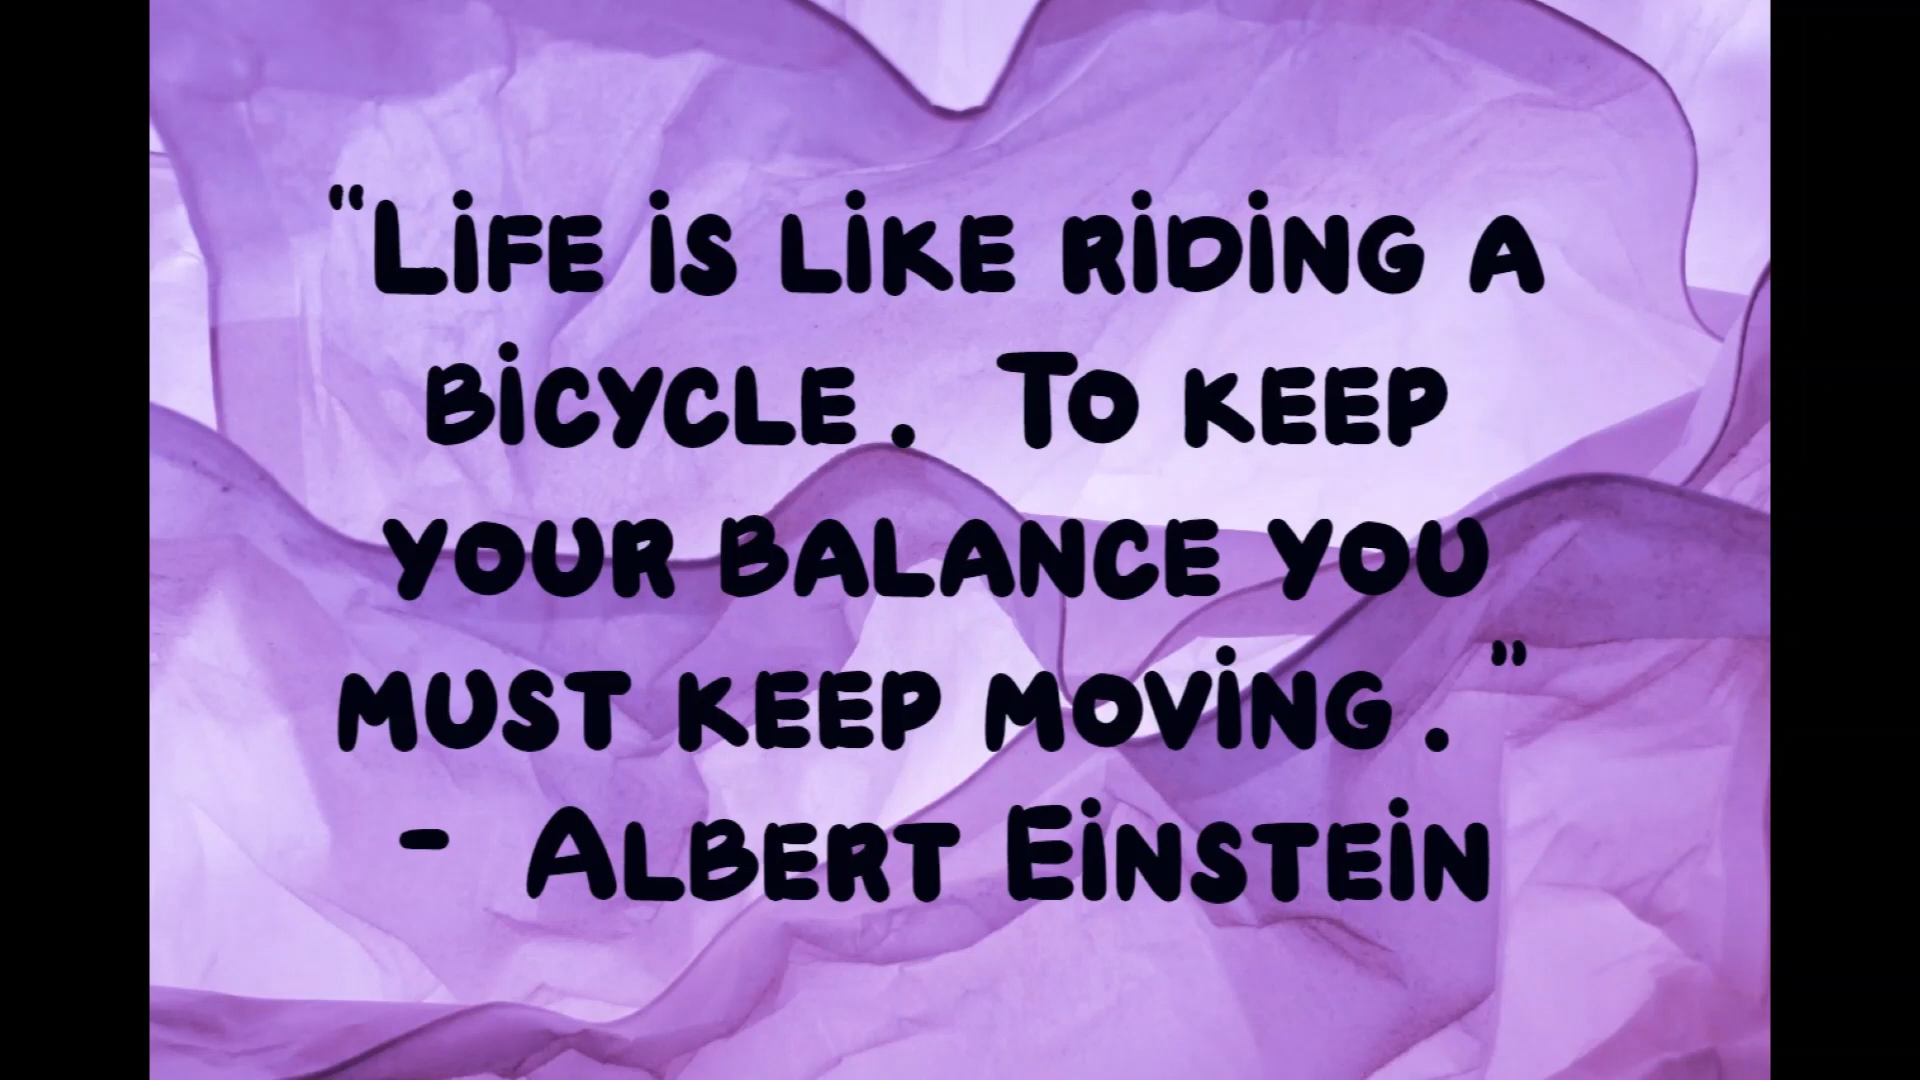 "Life is like riding a
bicycle. To keep
your balance you
must keep moving."
- Albert Einstein